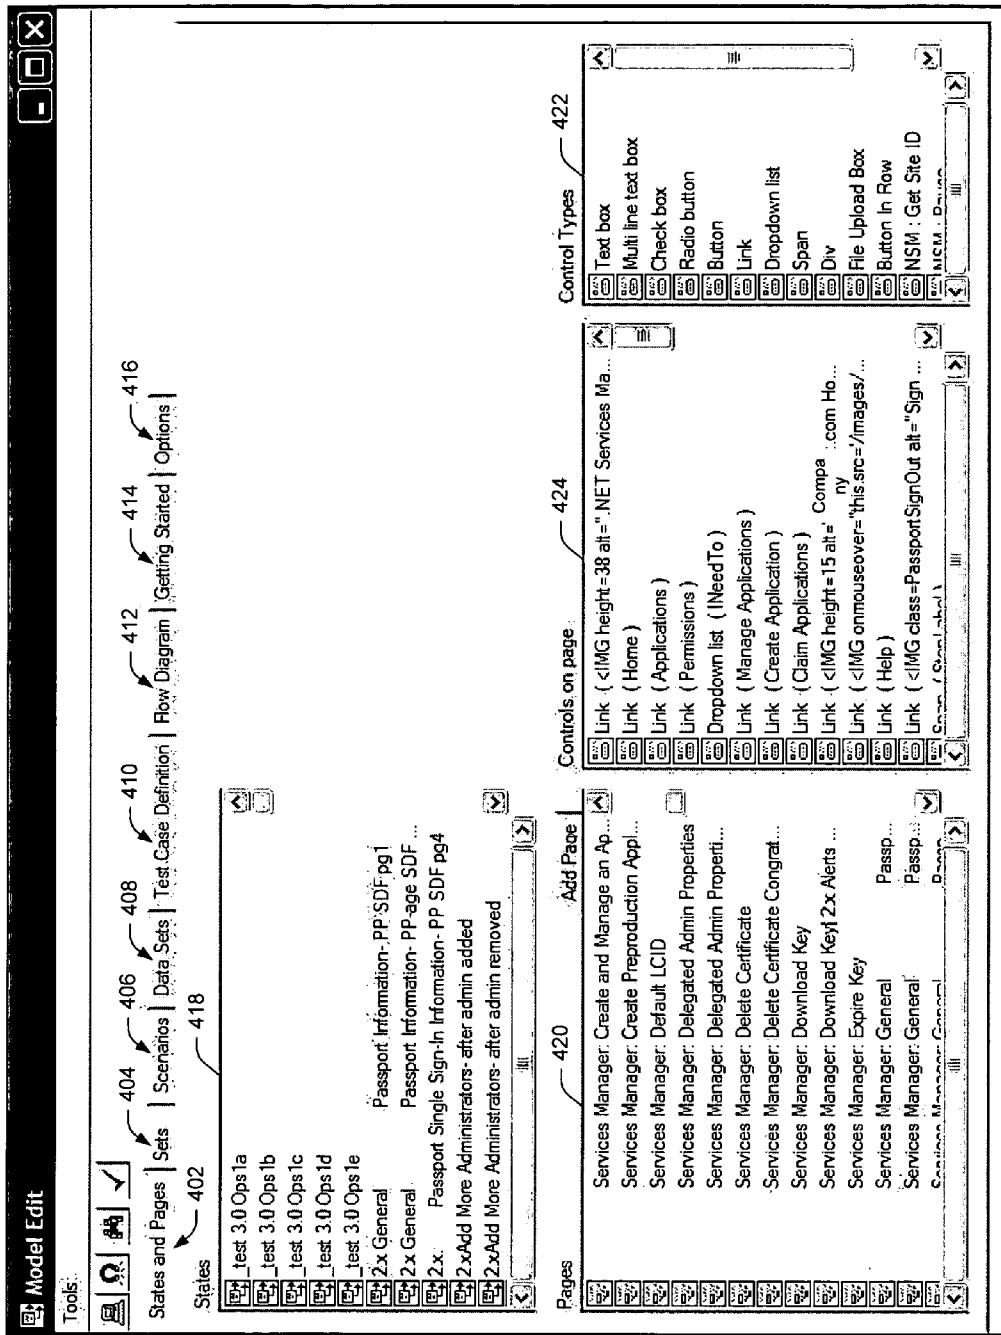 Model Edit
Tools
States and Pages
Sets
Scenarios
Data Sets
Test Case Definition
Flow Diagram
Getting Started
Options
402
404
406
408
410
412
414
416
States
418
_test 3.0 Ops1a
_test 3.0 Ops1b
_test 3.0 Ops1c
_test 3.0 Ops1d
_test 3.0 Ops1e
2.x General Passport Information- PP SDF pg1
2.x General Passport Information- PP-age SDF ...
2.x. Passport Single Sign-In Information- PP SDF pg4
2.xAdd More Administrators- after admin added
2.xAdd More Administrators- after admin removed
Pages
420
Add Page
Services Manager: Create and Manage an Ap...
Services Manager: Create Preproduction Appl...
Services Manager: Default LCID
Services Manager: Delegated Admin Properties
Services Manager: Delegated Admin Properti...
Services Manager: Delete Certificate
Services Manager: Delete Certificate Congrat...
Services Manager: Download Key
Services Manager: Download Key| 2.x Alerts ...
Services Manager: Expire Key
Services Manager: General Passp...
Services Manager: General Passp...
Services Manager: General
Controls on page
424
Link ( <IMG height=38 alt=".NET Services Ma...
Link ( Home )
Link ( Applications )
Link ( Permissions )
Dropdown list ( INeedTo )
Link ( Manage Applications )
Link ( Create Application )
Link ( Claim Applications )
Link ( <IMG height=15 alt=' Company .com Ho...
Link ( <IMG onmouseover="this.src='/images/...
Link ( Help )
Link ( <IMG class=PassportSignOut alt="Sign ...
Control Types
422
Text box
Multi line text box
Check box
Radio button
Button
Link
Dropdown list
Span
Div
File Upload Box
Button In Row
NSM : Get Site ID
NSM : Pause